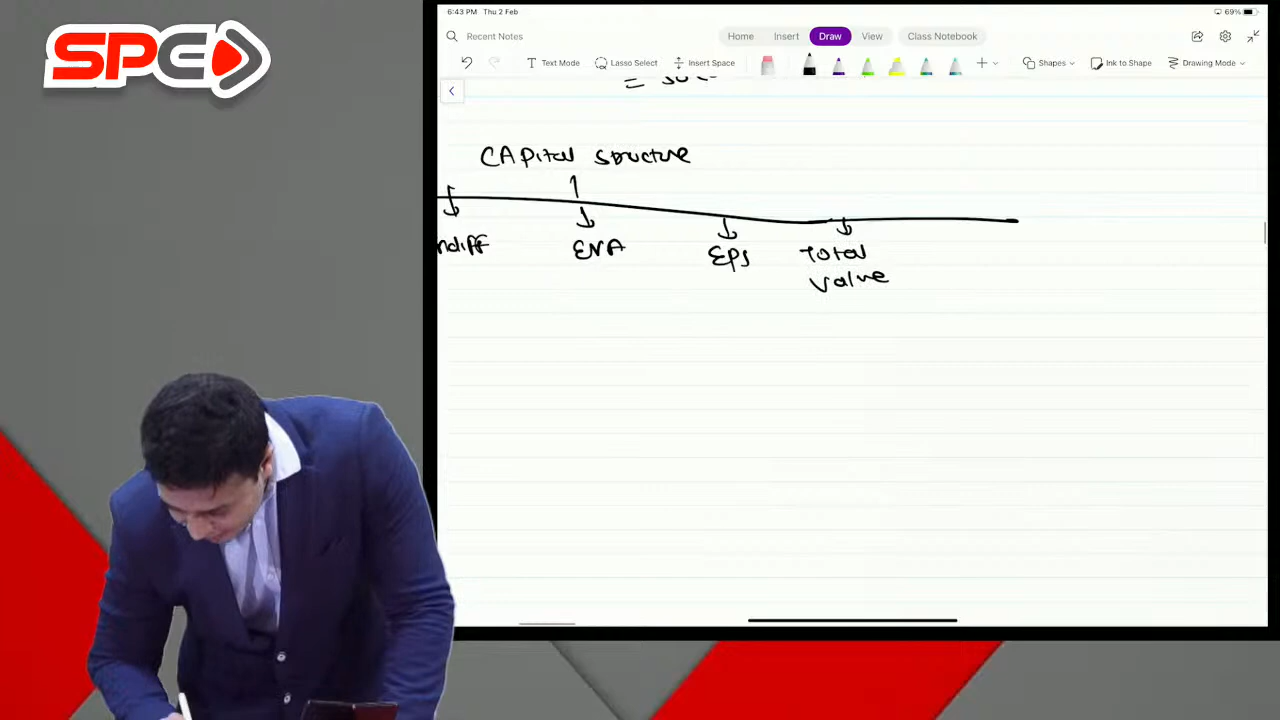 SPED
6:43 PM Thu 2 Feb
69%
Recent Notes
Home Insert Draw View Class Notebook
Text Mode Lasso Select Insert Space Shapes Ink to Shape Drawing Mode
=
CApital structure
ndiff EVA EPS Total
value